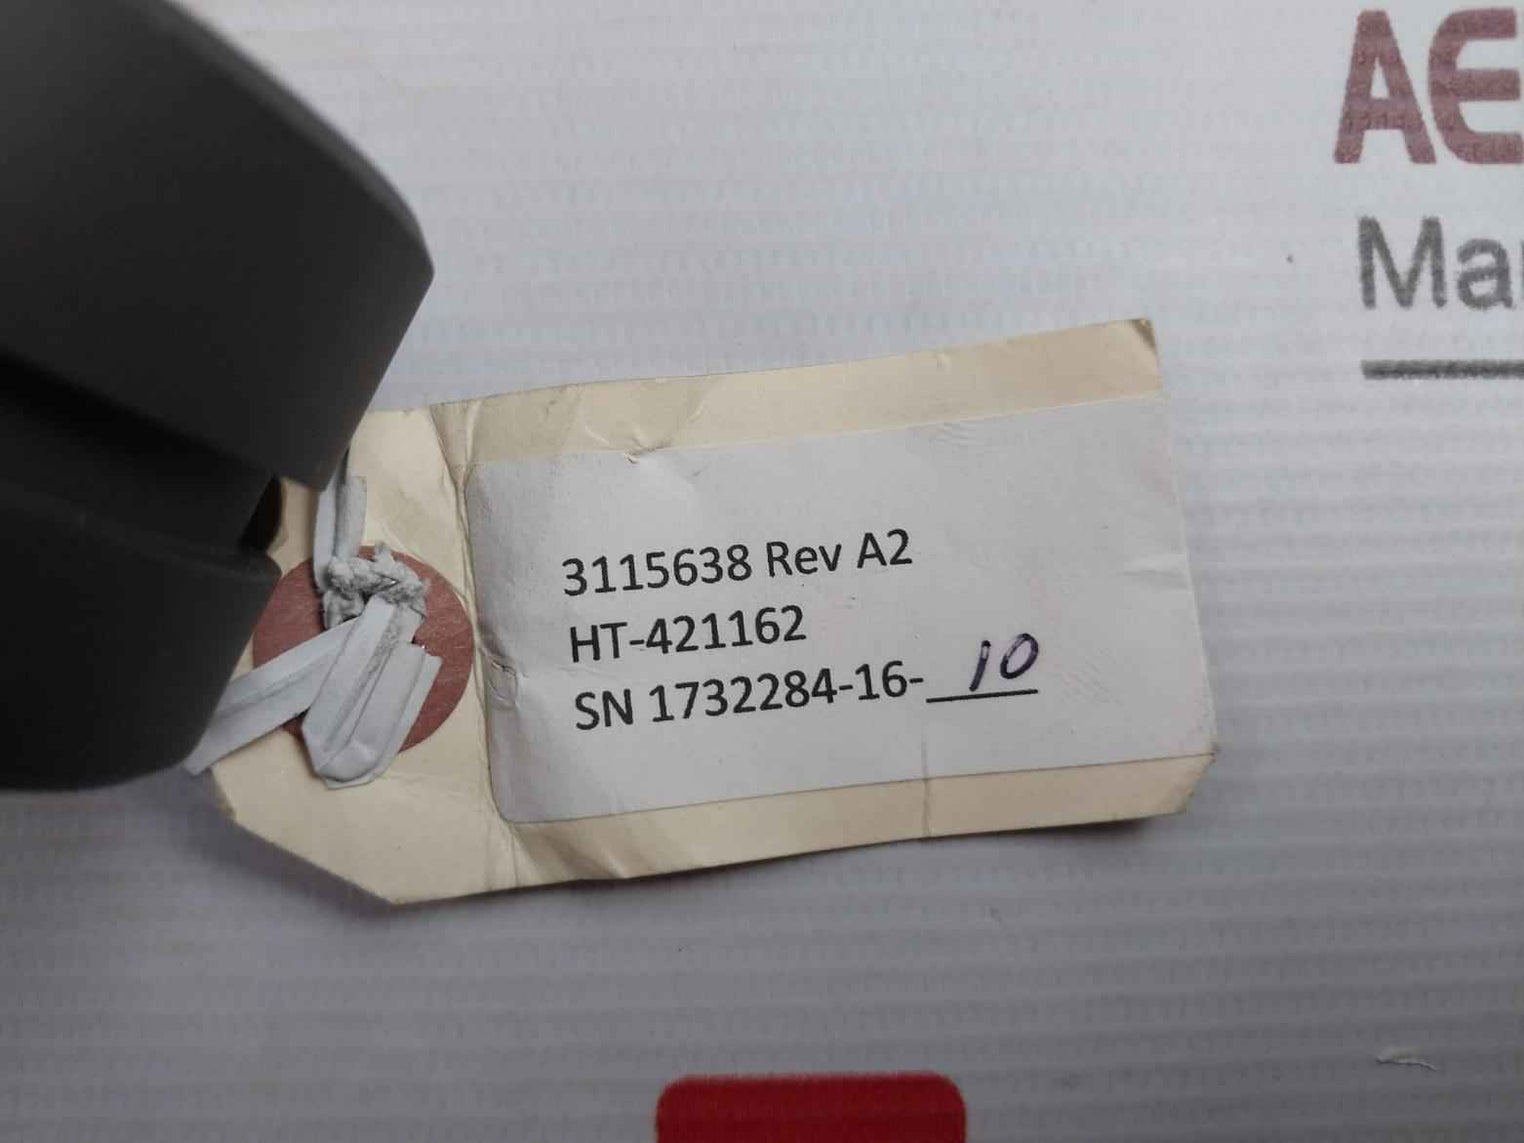 AE
Ma
3115638 Rev A2
HT-421162
SN 1732284-16-10